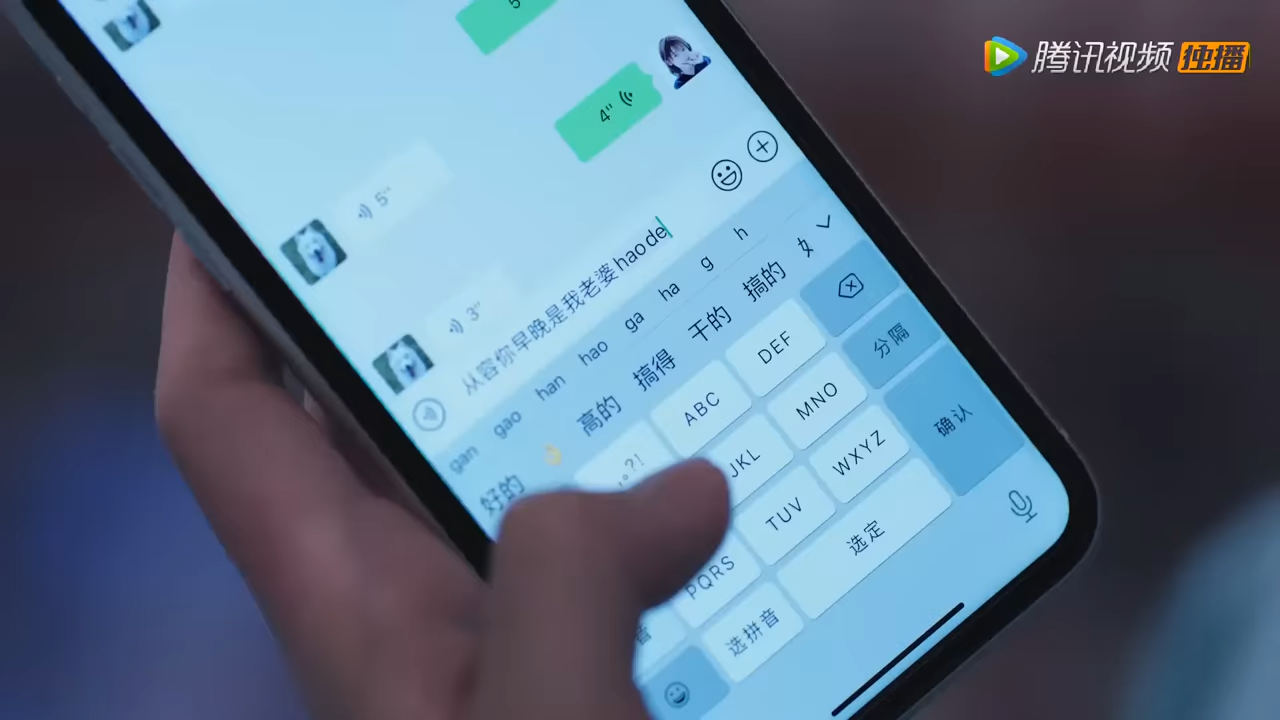 腾讯视频 独播
5
4"
5"
3"
从容你早晚是我老婆hao de
gan gao han hao ga ha g h
好的 👌 高的 搞得 干的 搞的
,。?! ABC DEF
JKL MNO
分隔
PQRS TUV WXYZ
确认
选拼音 选定